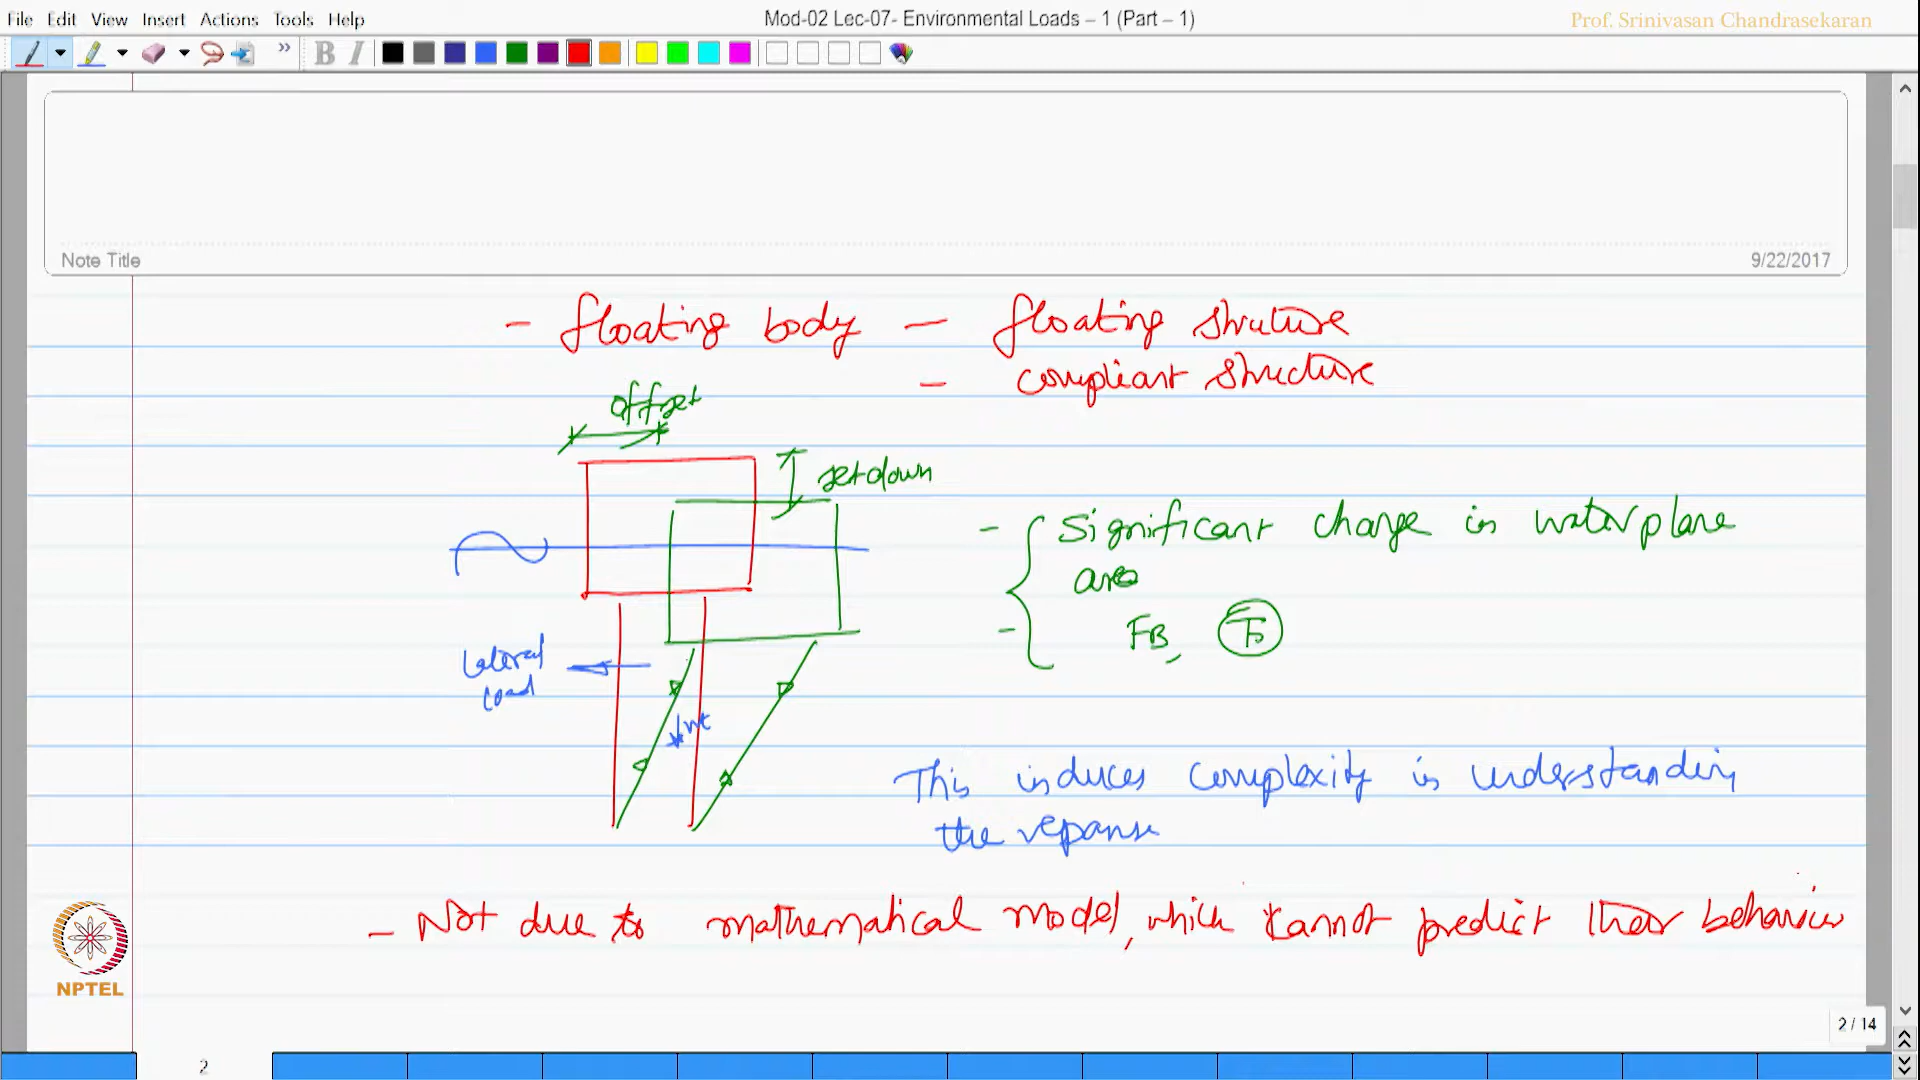 File Edit View Insert Actions Tools Help
Mod-02 Lec-07- Environmental Loads – 1 (Part – 1)
Prof. Srinivasan Chandrasekaran
B I
Note Title
9/22/2017
- floating body - floating structure
- compliant structure
offset
setdown
- Significant change in waterplane
area
- FB,
Lateral
Load
wt
This induces complexity in understanding
the response
- Not due to mathematical model, which cannot predict their behavior
NPTEL
2 / 14
2